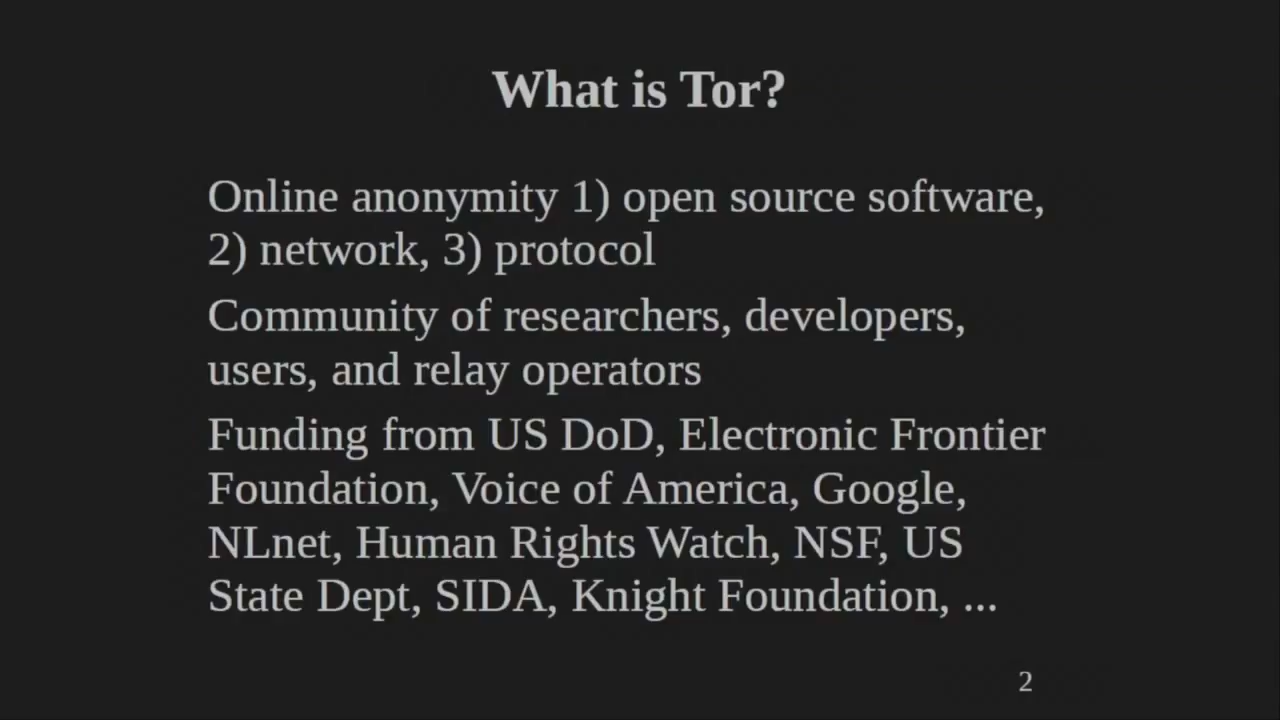 What is Tor?
Online anonymity 1) open source software,
2) network, 3) protocol
Community of researchers, developers,
users, and relay operators
Funding from US DoD, Electronic Frontier
Foundation, Voice of America, Google,
NLnet, Human Rights Watch, NSF, US
State Dept, SIDA, Knight Foundation, ...
2